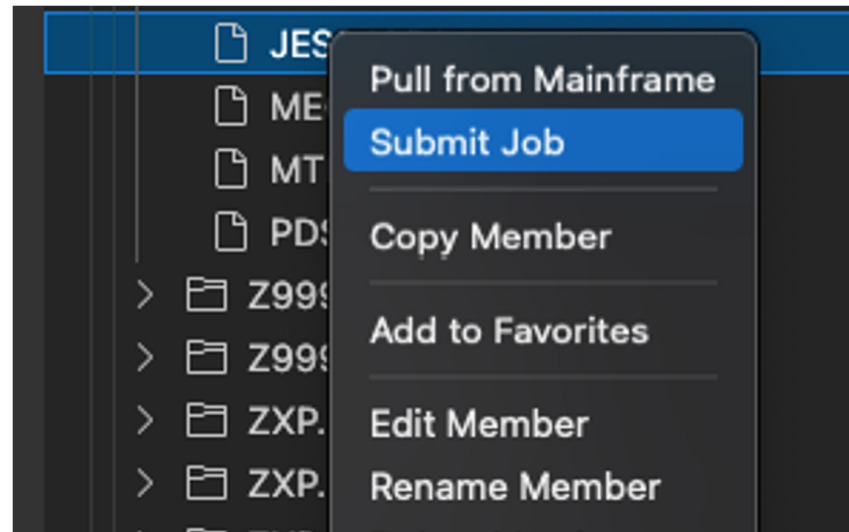 JES
Pull from Mainframe
ME
Submit Job
MT
PDS
Copy Member
Z999
Add to Favorites
Z999
ZXP.
Edit Member
ZXP.
Rename Member